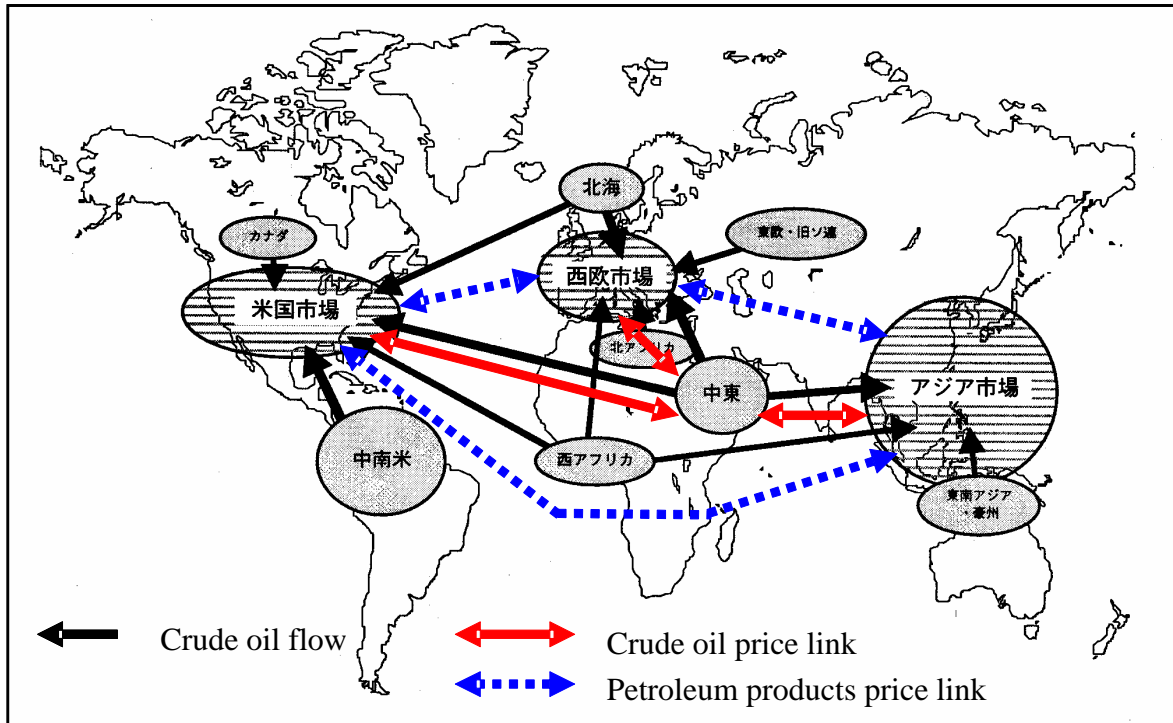 北海
カナダ
東欧・旧ソ連
西欧市場
米国市場
北アフリカ
中東
アジア市場
中南米
西アフリカ
東南アジア
・豪州
Crude oil flow
Crude oil price link
Petroleum products price link